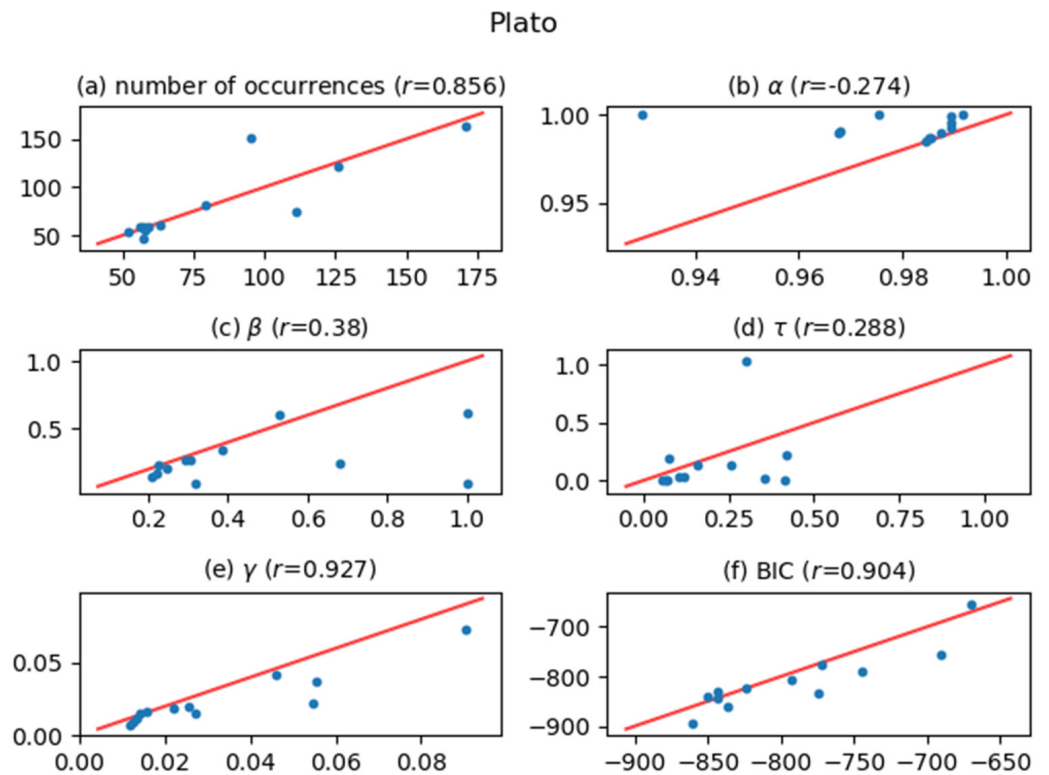 Plato
(a) number of occurrences (r=0.856)
150
100
50
50 75 100 125 150 175
(b) α (r=-0.274)
1.00
0.95
0.94 0.96 0.98 1.00
(c) β (r=0.38)
1.0
0.5
0.2 0.4 0.6 0.8 1.0
(d) τ (r=0.288)
1.0
0.5
0.0
0.00 0.25 0.50 0.75 1.00
(e) γ (r=0.927)
0.05
0.00
0.00 0.02 0.04 0.06 0.08
(f) BIC (r=0.904)
−700
−800
−900
−900 −850 −800 −750 −700 −650